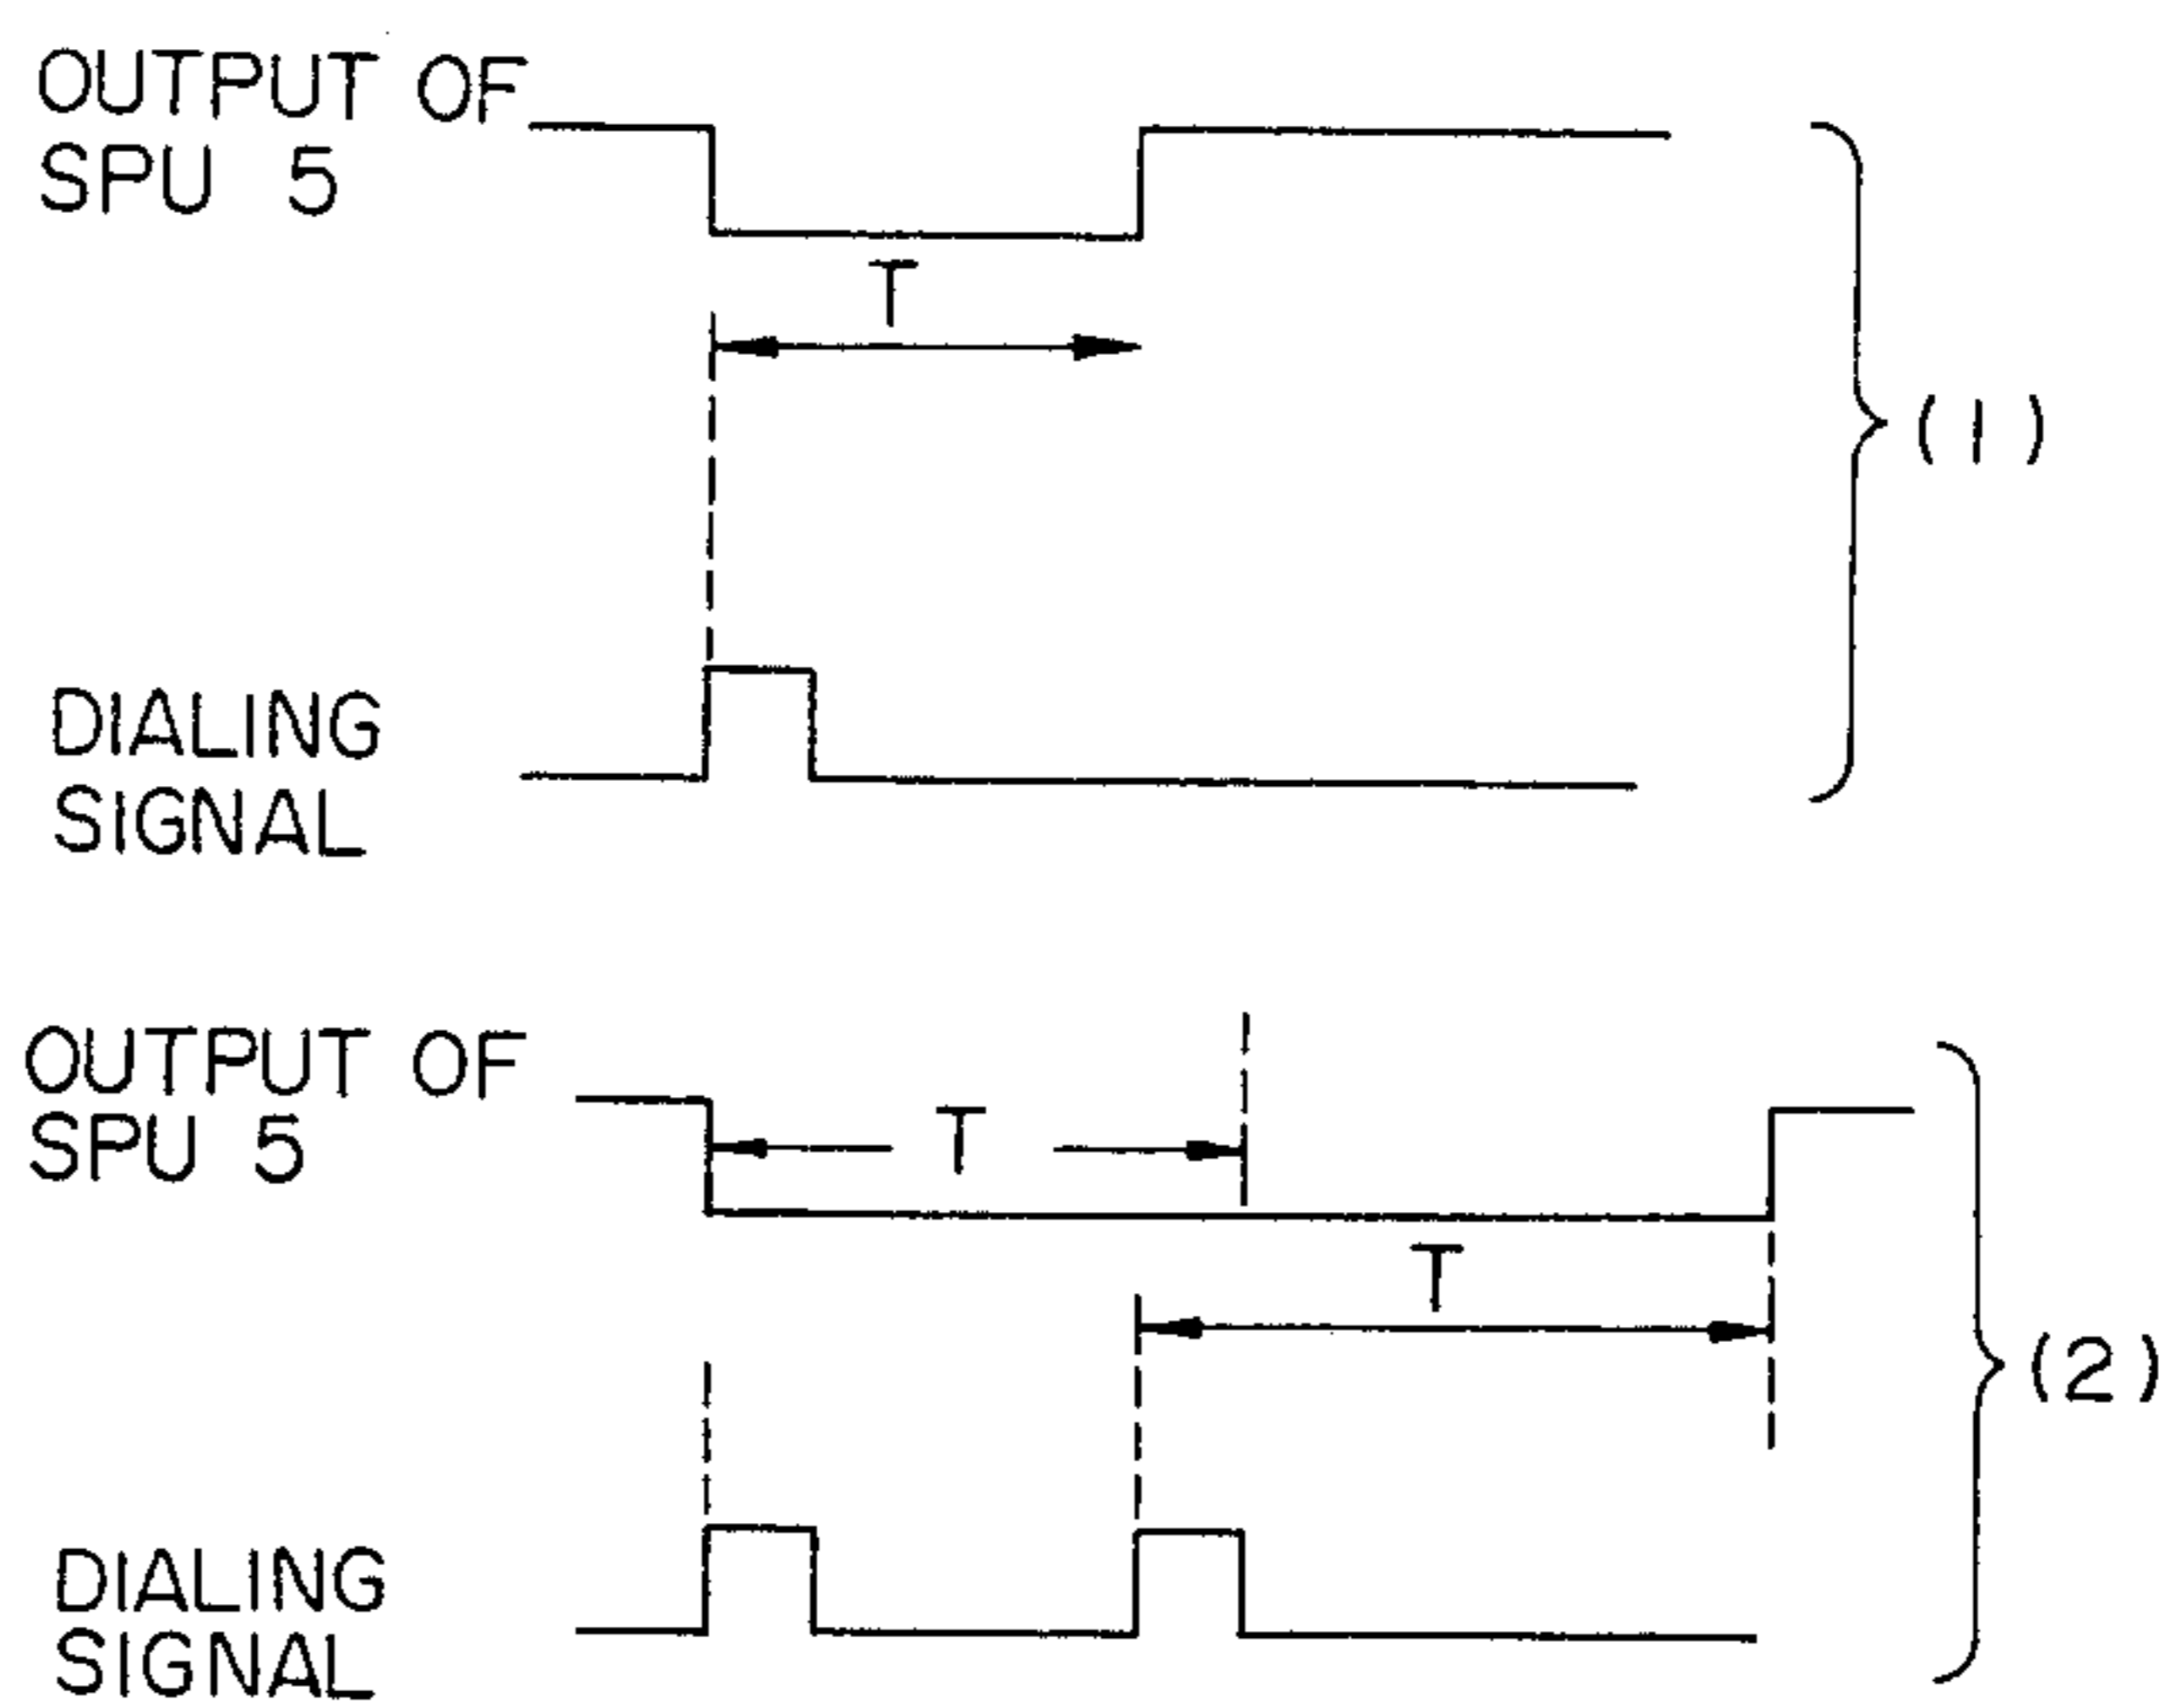 OUTPUT OF
SPU 5
T
(1)
DIALING
SIGNAL
OUTPUT OF
SPU 5
T
T
(2)
DIALING
SIGNAL